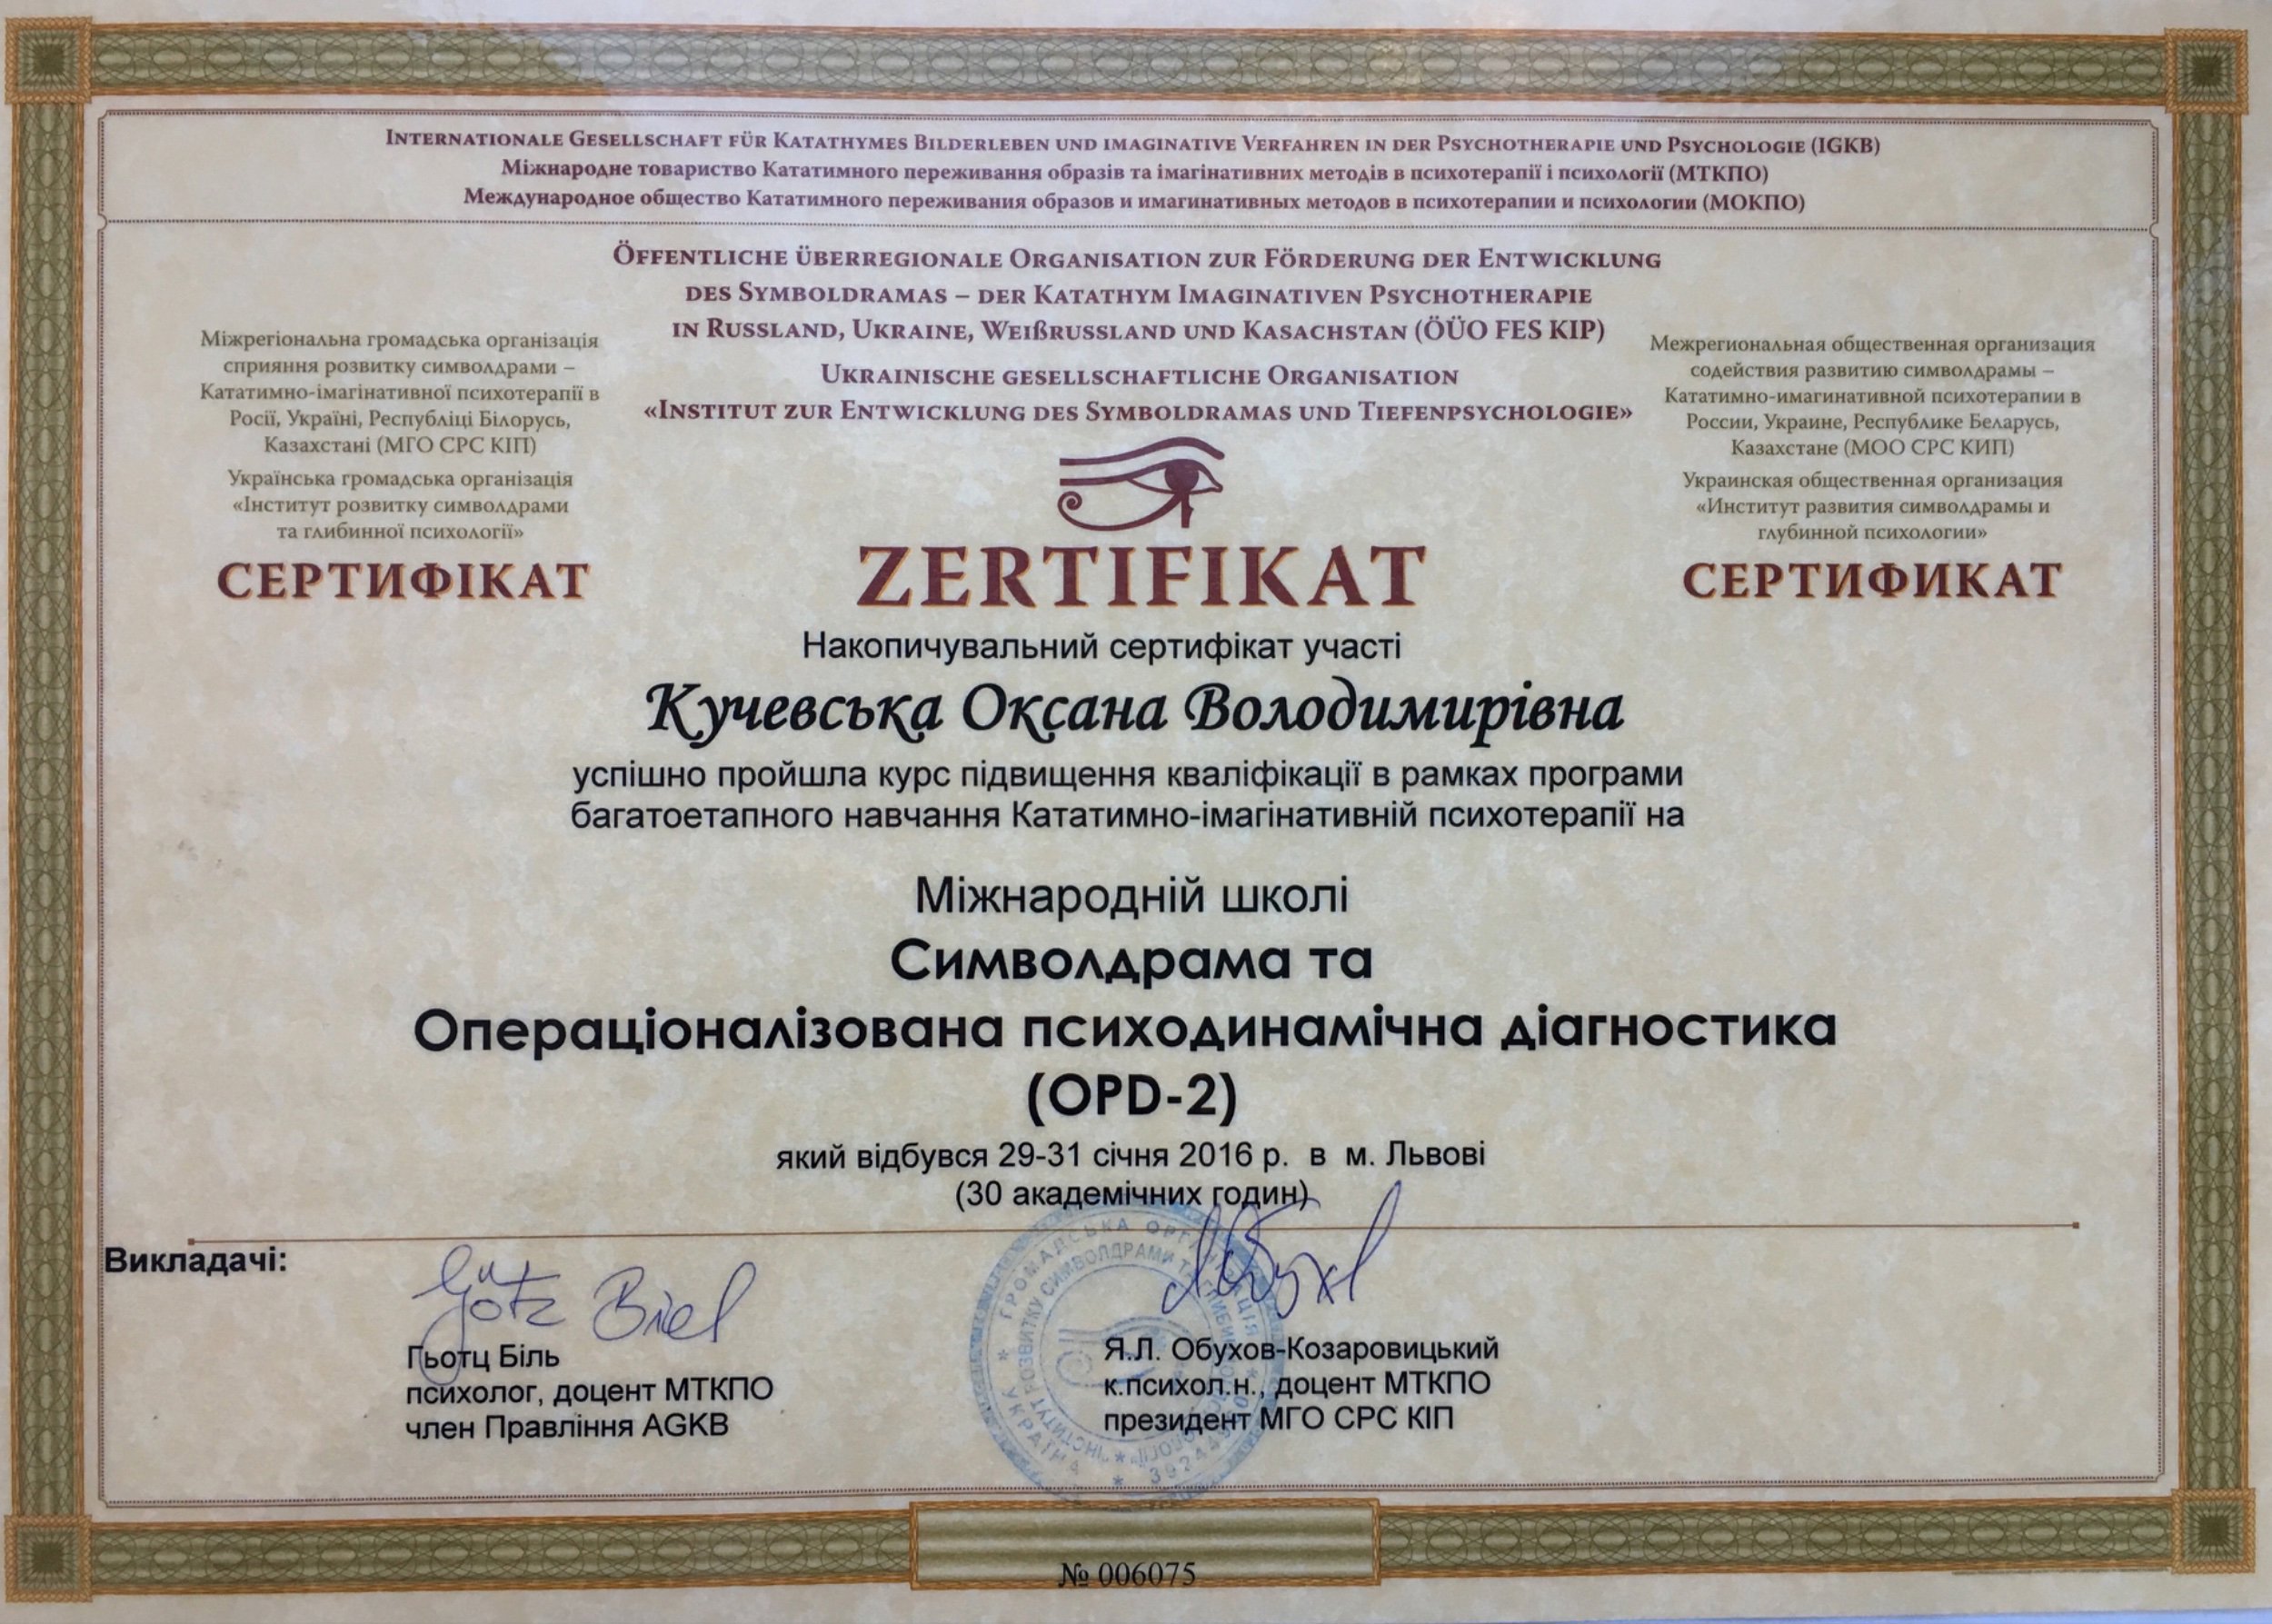 Internationale Gesellschaft für Katathymes Bilderleben und imaginative Verfahren in der Psychotherapie und Psychologie (IGKB)
Міжнародне товариство Кататимного переживання образів та імагінативних методів в психотерапії і психології (МТКПО)
Международное общество Кататимного переживания образов и имагинативных методов в психотерапии и психологии (МОКПО)
Öffentliche überregionale Organisation zur Förderung der Entwicklung
des Symboldramas – der Katathym Imaginativen Psychotherapie
in Russland, Ukraine, Weißrussland und Kasachstan (ÖÜO FES KIP)
Ukrainische gesellschaftliche Organisation
«Institut zur Entwicklung des Symboldramas und Tiefenpsychologie»
Міжрегіональна громадська організація
сприяння розвитку символдрами –
Кататимно-імагінативної психотерапії в
Росії, Україні, Республіці Білорусь,
Казахстані (МГО СРС КІП)
Українська громадська організація
«Інститут розвитку символдрами
та глибинної психології»
СЕРТИФІКАТ
ZERTIFIKAT
Межрегиональная общественная организация
содействия развитию символдрамы –
Кататимно-имагинативной психотерапии в
России, Украине, Республике Беларусь,
Казахстане (МОО СРС КИП)
Украинская общественная организация
«Институт развития символдрамы и
глубинной психологии»
СЕРТИФИКАТ
Накопичувальний сертифікат участі
Кучевська Оксана Володимирівна
успішно пройшла курс підвищення кваліфікації в рамках програми
багатоетапного навчання Кататимно-імагінативній психотерапії на
Міжнародній школі
Символдрама та
Операціоналізована психодинамічна діагностика
(OPD-2)
який відбувся 29-31 січня 2016 р. в м. Львові
(30 академічних годин)
Викладачі:
Götz Biel
Гьотц Біль
психолог, доцент МТКПО
член Правління AGKB
Я.Л. Обухов-Козаровицький
к.психол.н., доцент МТКПО
президент МГО СРС КІП
ГРОМАДСЬКА ОРГАНІЗАЦІЯ
ІНСТИТУТ РОЗВИТКУ СИМВОЛДРАМИ ТА
УКРАЇНА
№ 006075